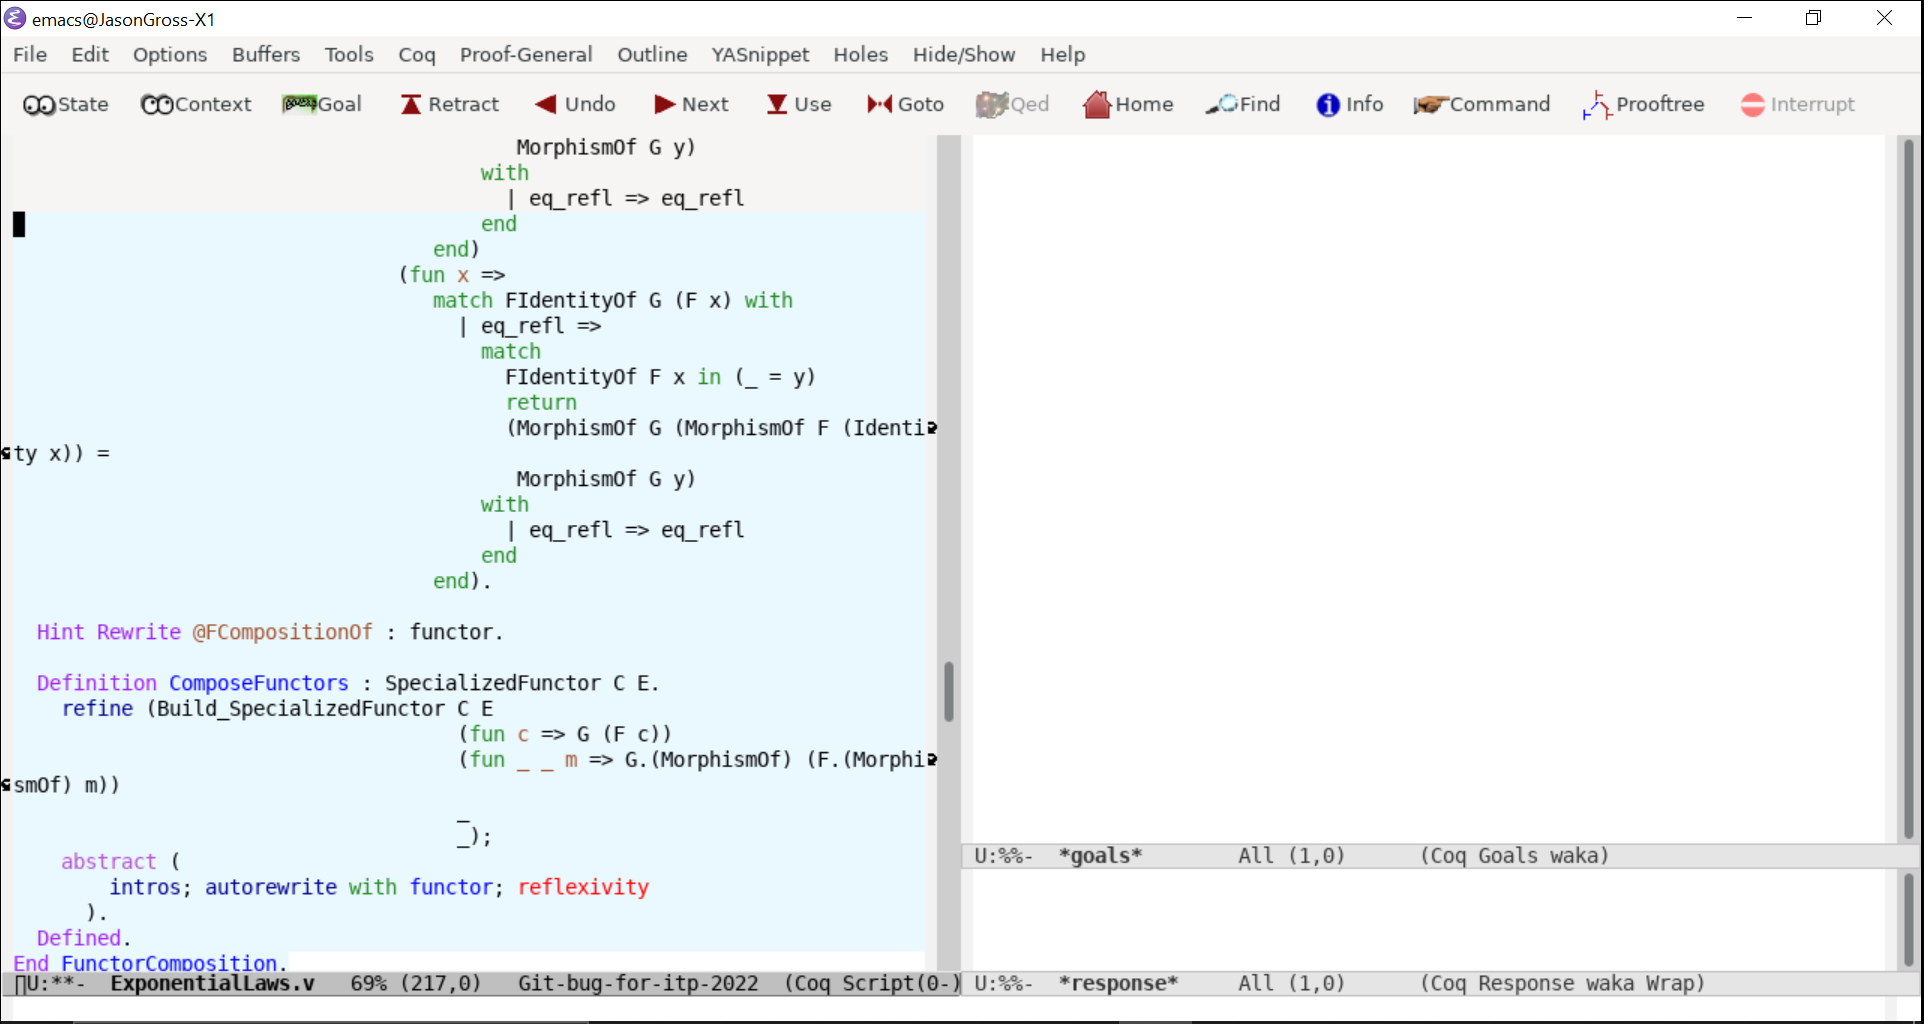 emacs@JasonGross-X1
File Edit Options Buffers Tools Coq Proof-General Outline YASnippet Holes Hide/Show Help
State Context Goal Retract Undo Next Use Goto Qed Home Find Info Command Prooftree Interrupt
MorphismOf G y)
with
| eq_refl => eq_refl
end
end)
(fun x =>
match FIdentityOf G (F x) with
| eq_refl =>
match
FIdentityOf F x in (_ = y)
return
(MorphismOf G (MorphismOf F (Identi
ty x)) =
MorphismOf G y)
with
| eq_refl => eq_refl
end
end).
Hint Rewrite @FCompositionOf : functor.
Definition ComposeFunctors : SpecializedFunctor C E.
refine (Build_SpecializedFunctor C E
(fun c => G (F c))
(fun _ _ m => G.(MorphismOf) (F.(Morphi
smOf) m))
_
_);
abstract (
intros; autorewrite with functor; reflexivity
).
Defined.
End FunctorComposition.
U:**- ExponentialLaws.v 69% (217,0) Git-bug-for-itp-2022 (Coq Script(0-)
U:%%- *goals* All (1,0) (Coq Goals waka)
U:%%- *response* All (1,0) (Coq Response waka Wrap)